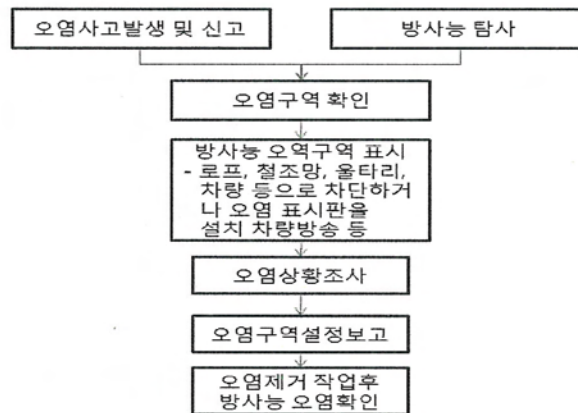 오염사고발생 및 신고
방사능 탐사
오염구역 확인
방사능 오역구역 표시
- 로프, 철조망, 울타리,
차량 등으로 차단하거
나 오염 표시판을
설치 차량방송 등
오염상황조사
오염구역설정보고
오염제거 작업후
방사능 오염확인